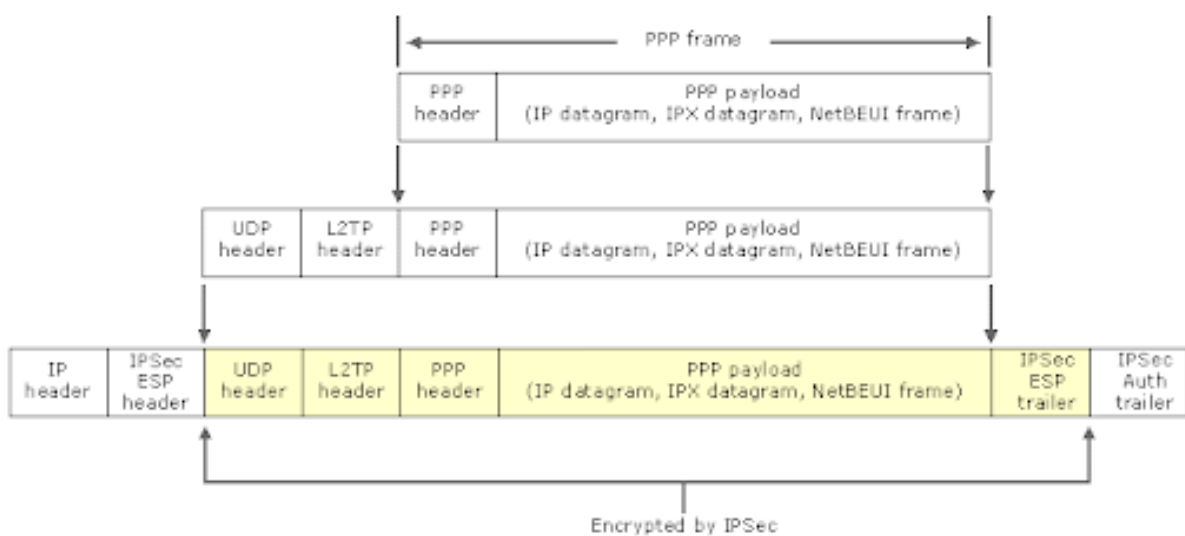 PPP frame
PPP header
PPP payload
(IP datagram, IPX datagram, NetBEUI frame)
UDP header
L2TP header
PPP header
PPP payload
(IP datagram, IPX datagram, NetBEUI frame)
IP header
IPSec ESP header
UDP header
L2TP header
PPP header
PPP payload
(IP datagram, IPX datagram, NetBEUI frame)
IPSec ESP trailer
IPSec Auth trailer
Encrypted by IPSec